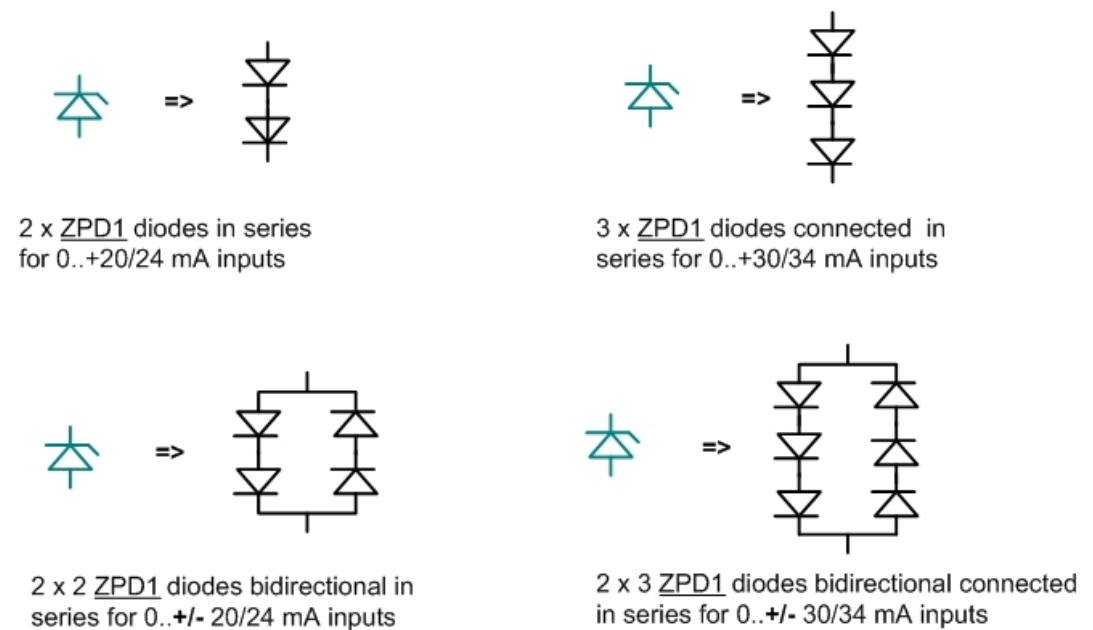 =>
=>
2 x ZPD1 diodes in series
for 0..+20/24 mA inputs
3 x ZPD1 diodes connected  in
series for 0..+30/34 mA inputs
=>
=>
2 x 2 ZPD1 diodes bidirectional in
series for 0..+/- 20/24 mA inputs
2 x 3 ZPD1 diodes bidirectional connected
in series for 0..+/- 30/34 mA inputs